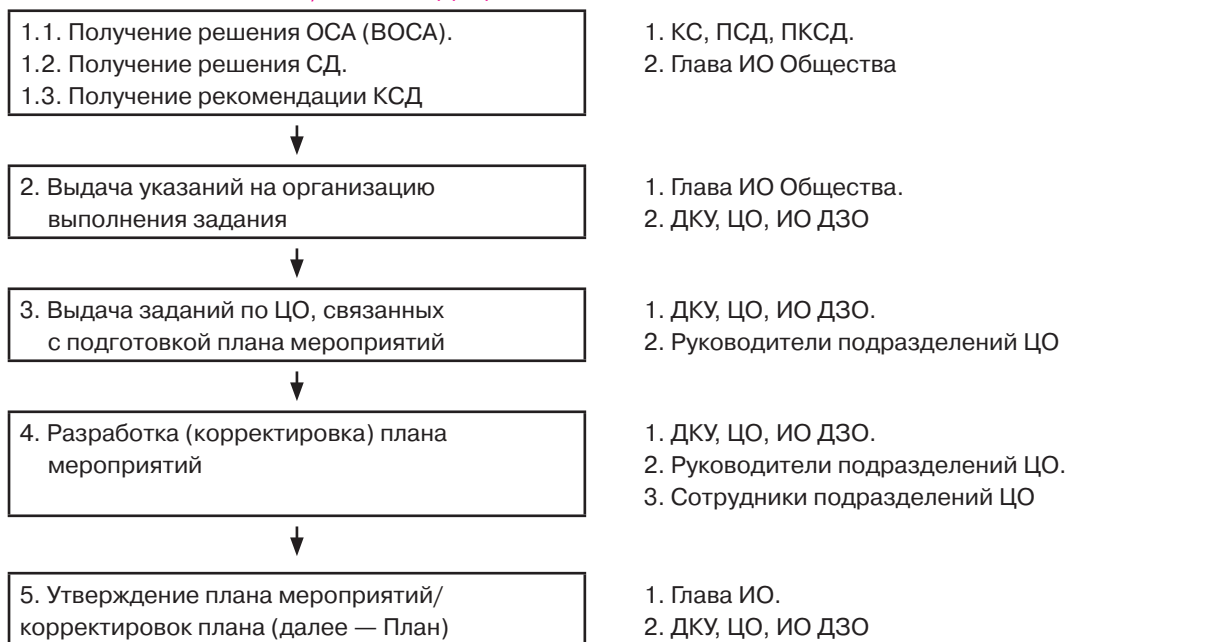 1.1. Получение решения ОСА (ВОСА).
1.2. Получение решения СД.
1.3. Получение рекомендации КСД
1. КС, ПСД, ПКСД.
2. Глава ИО Общества
2. Выдача указаний на организацию
выполнения задания
1. Глава ИО Общества.
2. ДКУ, ЦО, ИО ДЗО
3. Выдача заданий по ЦО, связанных
с подготовкой плана мероприятий
1. ДКУ, ЦО, ИО ДЗО.
2. Руководители подразделений ЦО
4. Разработка (корректировка) плана
мероприятий
1. ДКУ, ЦО, ИО ДЗО.
2. Руководители подразделений ЦО.
3. Сотрудники подразделений ЦО
5. Утверждение плана мероприятий/
корректировок плана (далее — План)
1. Глава ИО.
2. ДКУ, ЦО, ИО ДЗО